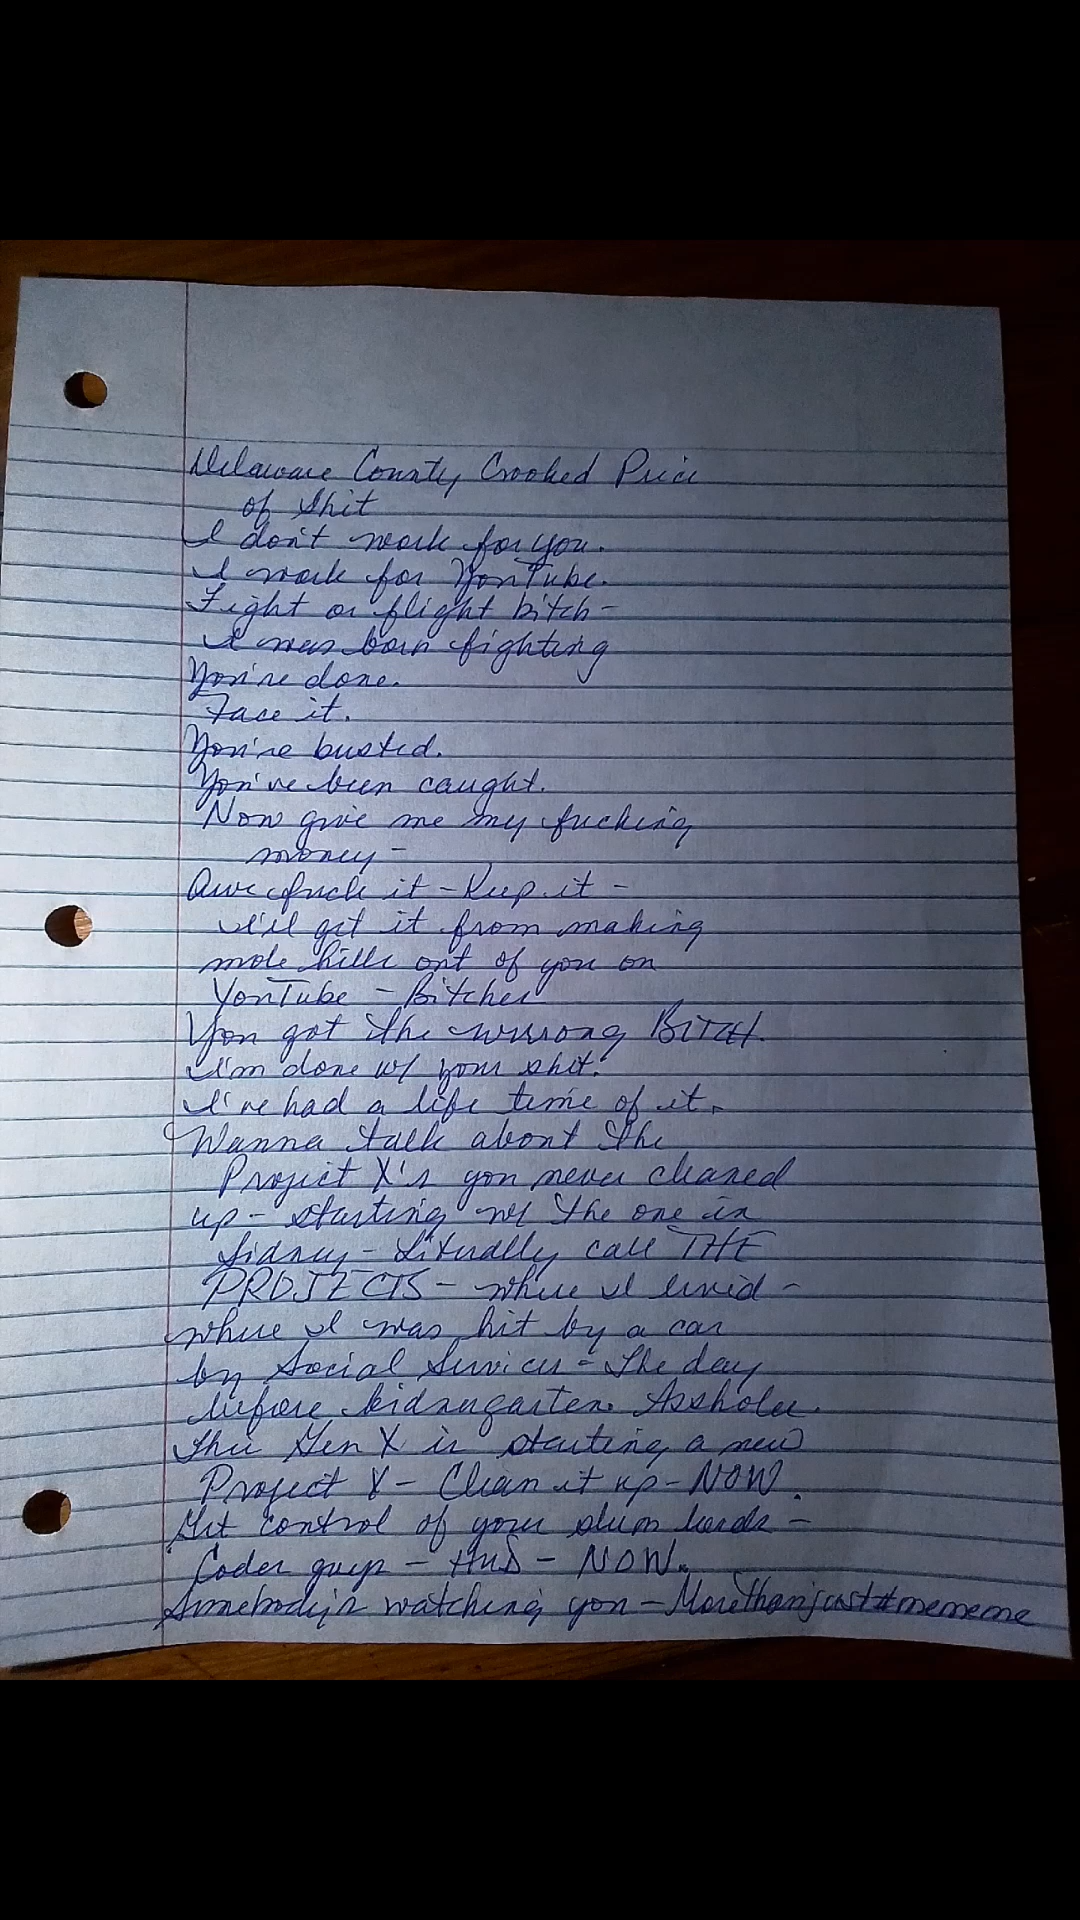 Delaware County Crooked Price
of Shit
I don't work for you.
I work for YouTube.
Fight or flight bitch -
I was born fighting
You're done.
Face it.
You're busted.
You've been caught.
Now give me my fucking
money -
Awe fuck it - Keep it -
I'll get it from making
mole hills out of you on
YouTube - Bitches
You got the wrrong BITCH.
I'm done w/ your shit.
I've had a life time of it.
Wanna talk about the
Project X's you never cleaned
up - starting w/ the one in
Sidney - Literally call THE
PROJECTS - where I lived -
where I was hit by a car
by Social Services - the day
before kidnegarten. Asshole.
This Gen X is starting a new
Project X - Clean it up - NOW.
Get control of your slum lords -
Codes guys - HUD - NOW.
Somebody's watching you - Morethanjust#mememe